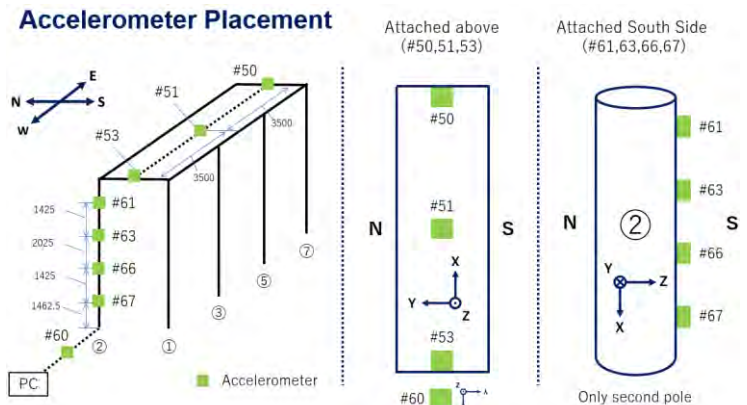 Accelerometer Placement
Attached above
(#50,51,53)
Attached South Side
(#61,63,66,67)
E
N
S
W
#50
#51
#53
3500
3500
#61
#63
#66
#67
1425
2025
1425
1462.5
#60
PC
②
①
③
⑤
⑦
Accelerometer
#50
#51
N
S
X
Y
Z
#53
#60
#61
#63
#66
#67
N
②
S
Y
Z
X
Only second pole